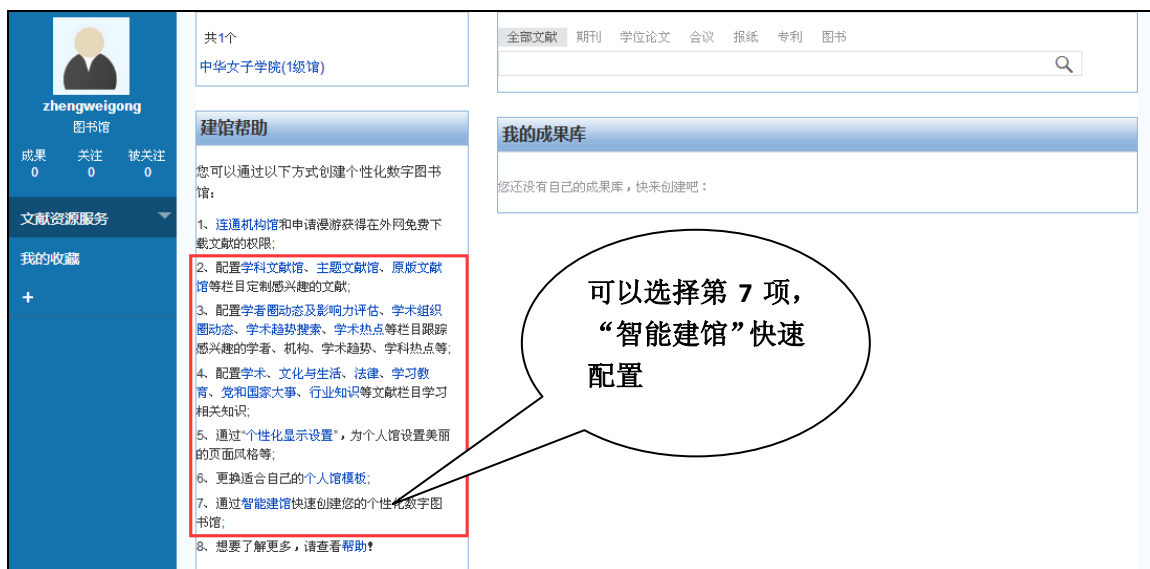 zhengweigong
图书馆
成果 关注 被关注
0 0 0
文献资源服务
我的收藏
+
共1个
中华女子学院(1级馆)
建馆帮助
您可以通过以下方式创建个性化数字图书
馆：
1、连通机构馆和申请漫游获得在外网免费下
载文献的权限;
2、配置学科文献馆、主题文献馆、原版文献
馆等栏目定制感兴趣的文献;
3、配置学者圈动态及影响力评估、学术组织
圈动态、学术趋势搜索、学术热点等栏目跟踪
感兴趣的学者、机构、学术趋势、学科热点等;
4、配置学术、文化与生活、法律、学习教
育、党和国家大事、行业知识等文献栏目学习
相关知识;
5、通过“个性化显示设置”，为个人馆设置美丽
的页面风格等;
6、更换适合自己的个人馆模板;
7、通过智能建馆快速创建您的个性化数字图
书馆;
8、想要了解更多，请查看帮助!
全部文献 期刊 学位论文 会议 报纸 专利 图书
我的成果库
您还没有自己的成果库，快来创建吧：
可以选择第 7 项，
“智能建馆”快速
配置